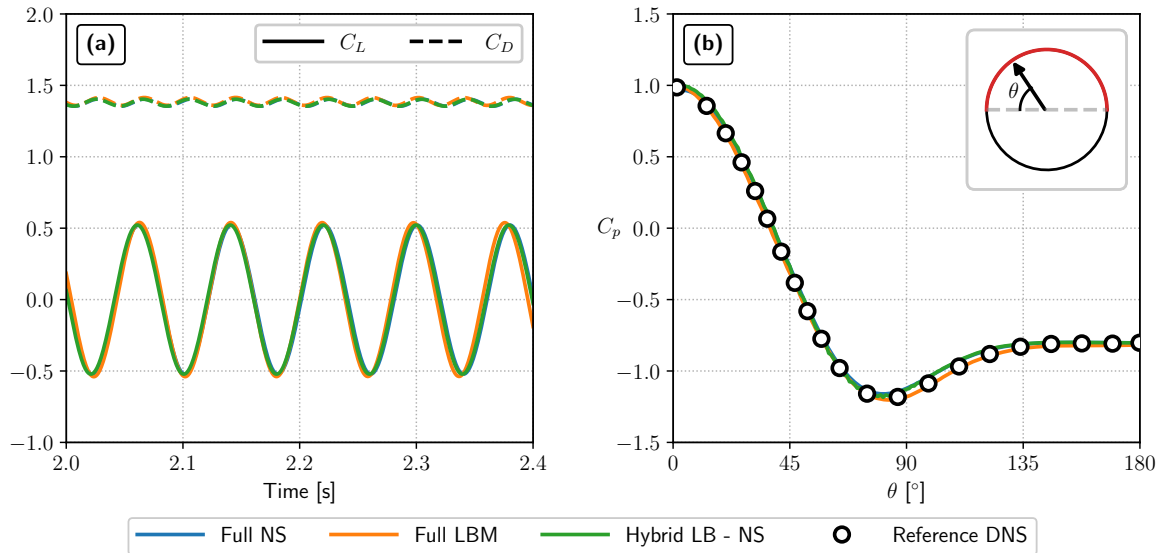 (a)
C_L C_D
2.0
1.5
1.0
0.5
0.0
−0.5
−1.0
2.0 2.1 2.2 2.3 2.4
Time [s]
(b)
θ
C_p
1.5
1.0
0.5
0.0
−0.5
−1.0
−1.5
0 45 90 135 180
θ [°]
Full NS Full LBM Hybrid LB - NS Reference DNS